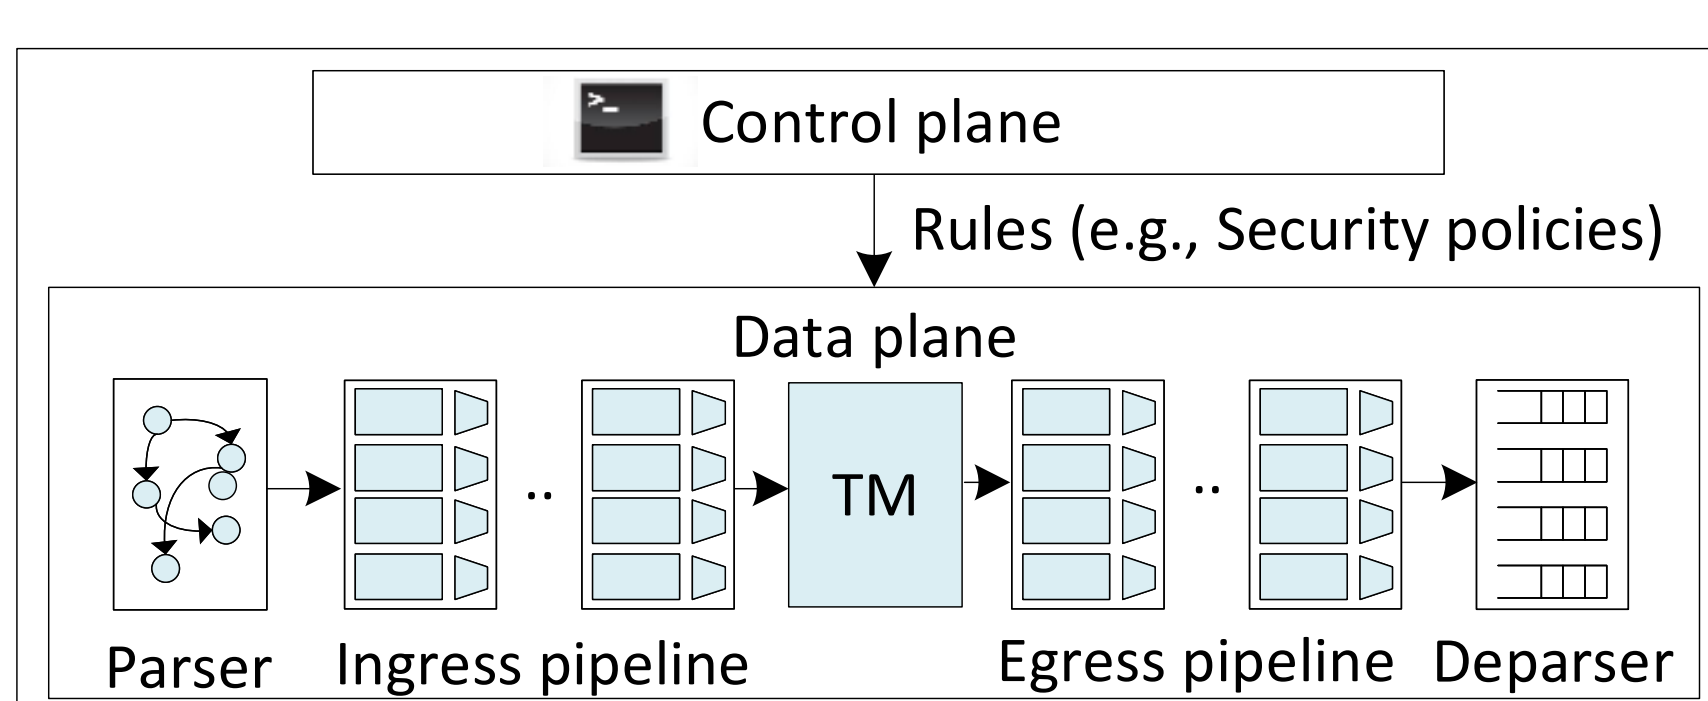 >_
Control plane
Rules (e.g., Security policies)
Data plane
..
TM
..
Parser
Ingress pipeline
Egress pipeline
Deparser